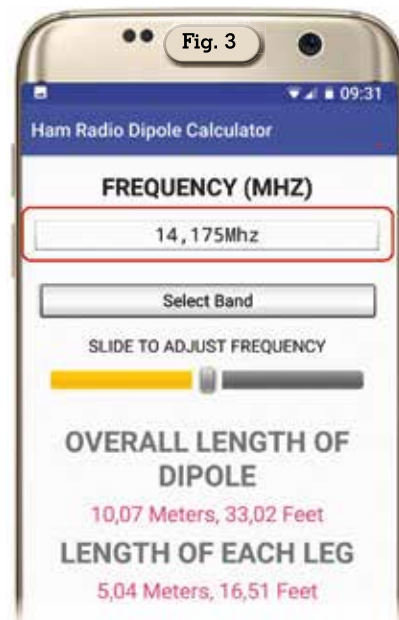 Fig. 3
09:31
Ham Radio Dipole Calculator
FREQUENCY (MHZ)
14,175Mhz
Select Band
SLIDE TO ADJUST FREQUENCY
OVERALL LENGTH OF
DIPOLE
10,07 Meters, 33,02 Feet
LENGTH OF EACH LEG
5,04 Meters, 16,51 Feet